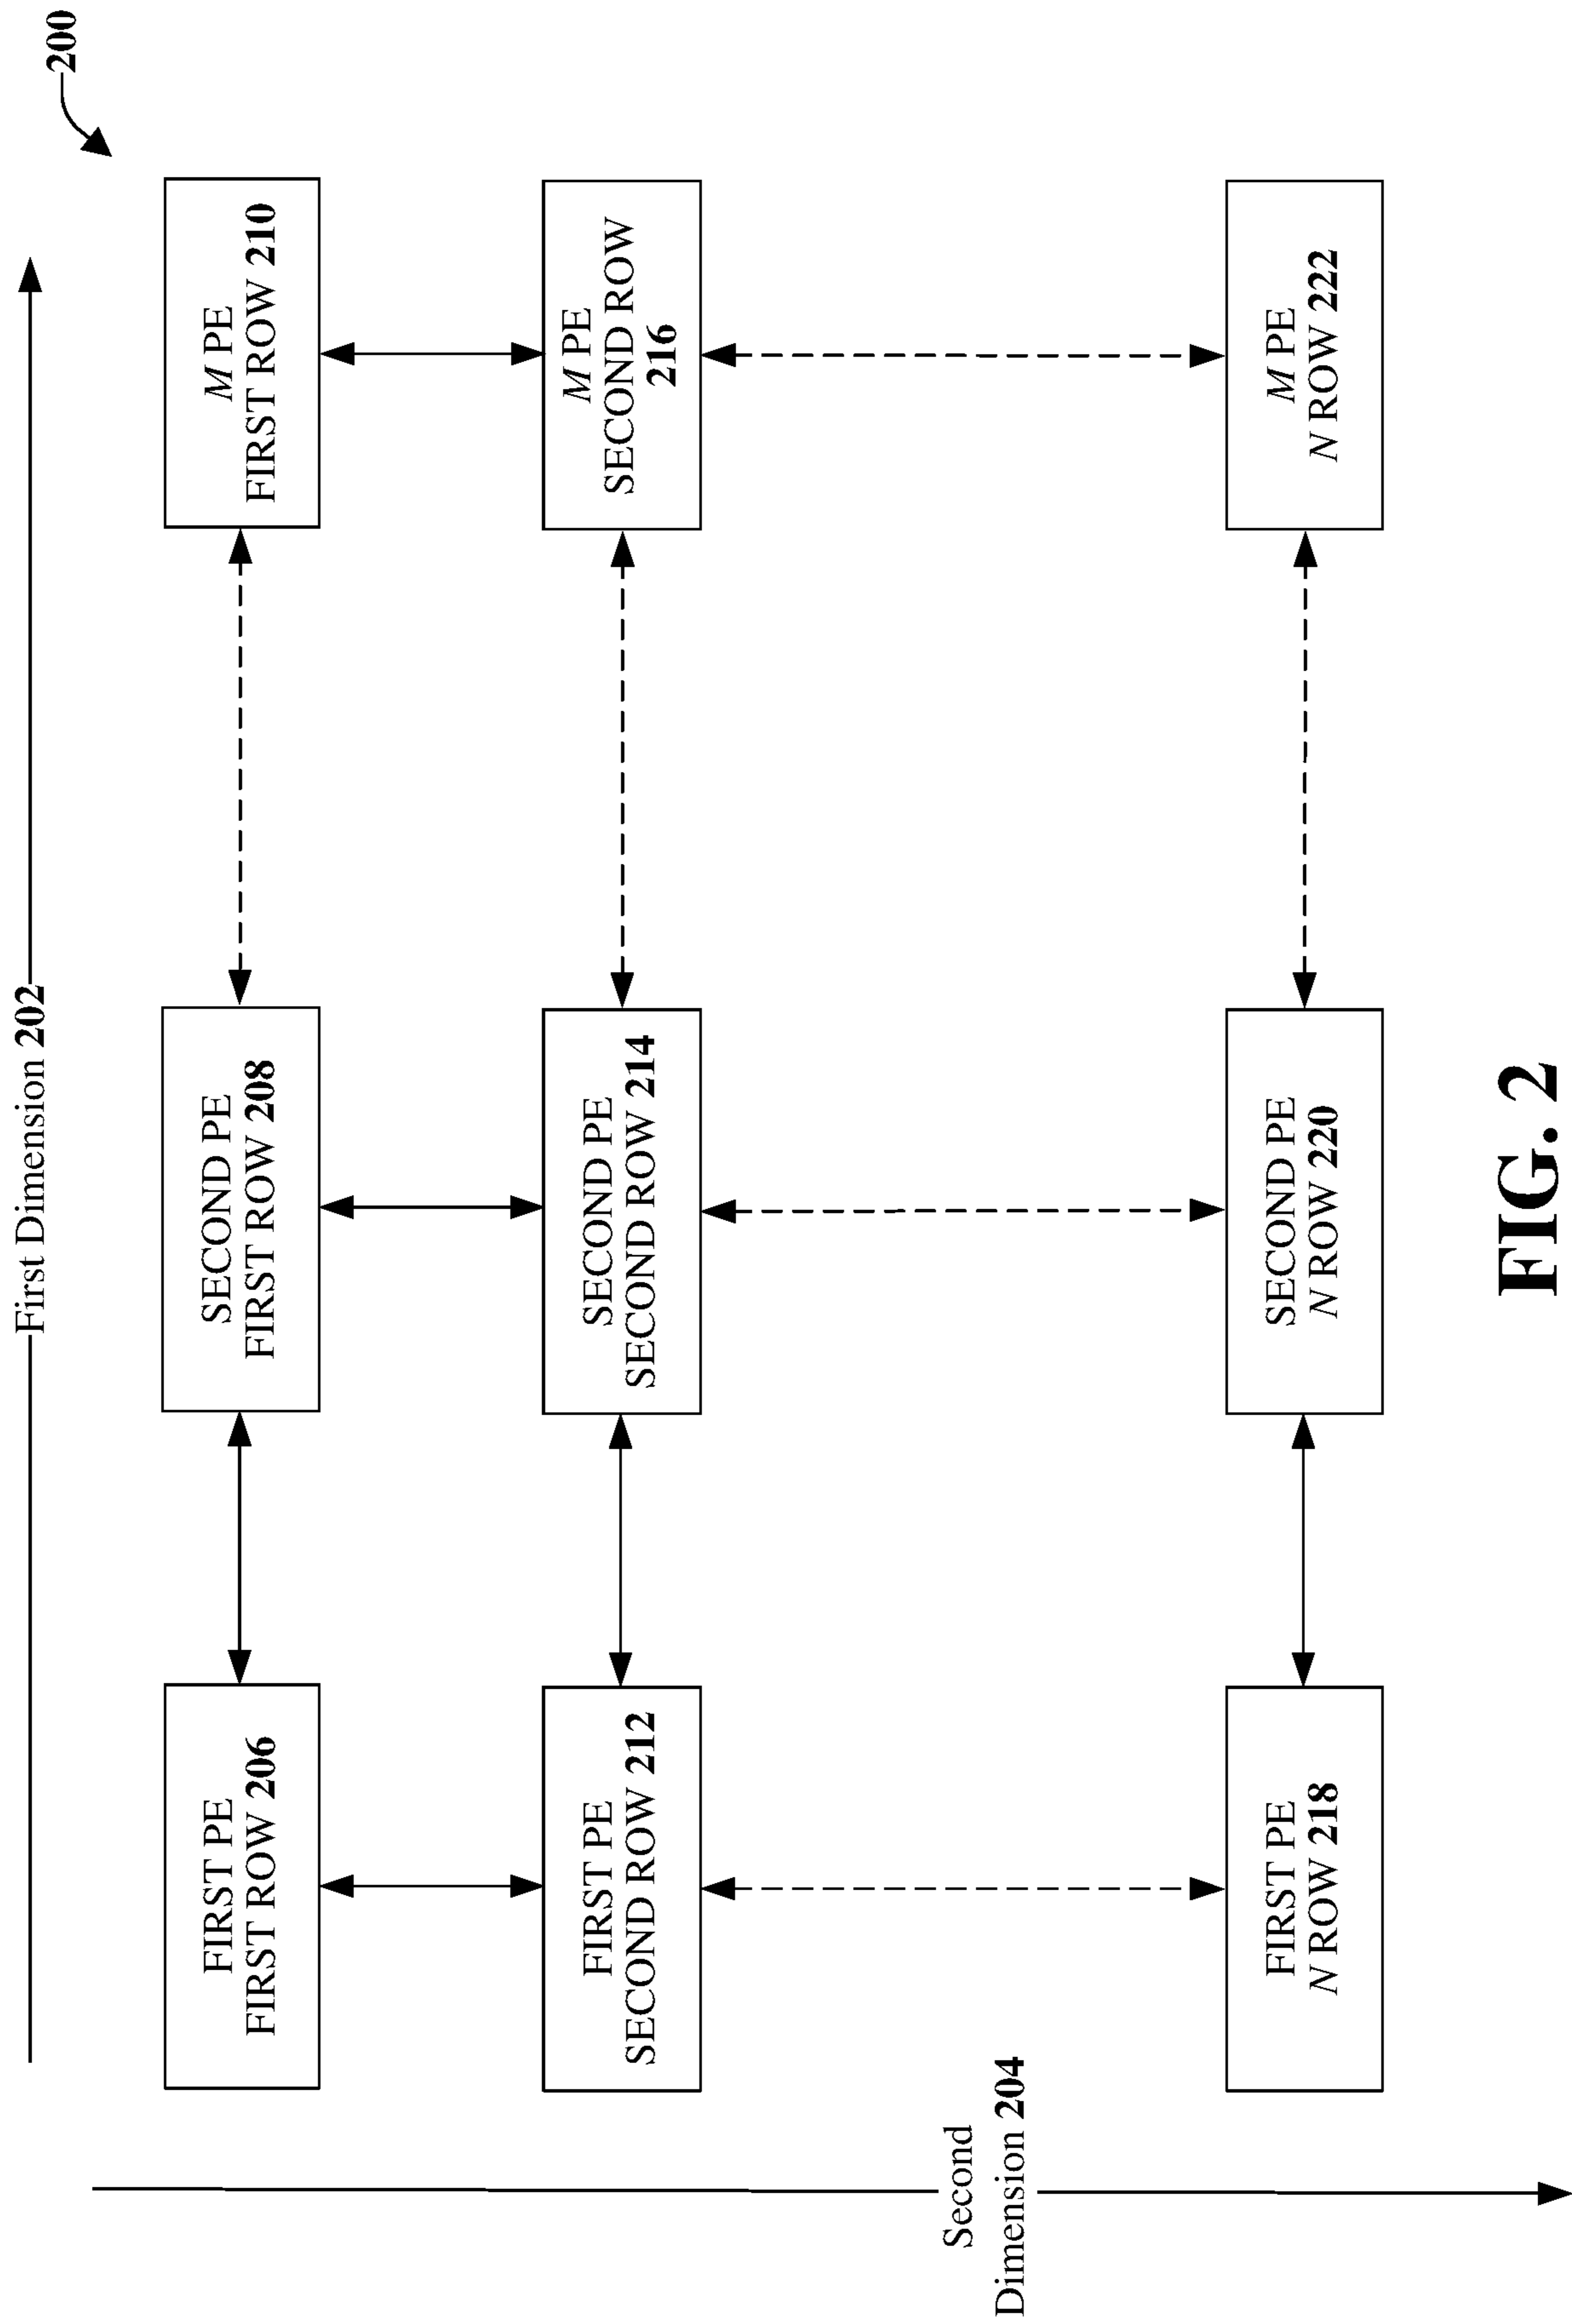 200
First Dimension 202
FIRST PE
FIRST ROW 206
SECOND PE
FIRST ROW 208
M PE
FIRST ROW 210
FIRST PE
SECOND ROW 212
SECOND PE
SECOND ROW 214
M PE
SECOND ROW
216
Second
Dimension 204
FIRST PE
N ROW 218
SECOND PE
N ROW 220
M PE
N ROW 222
FIG. 2